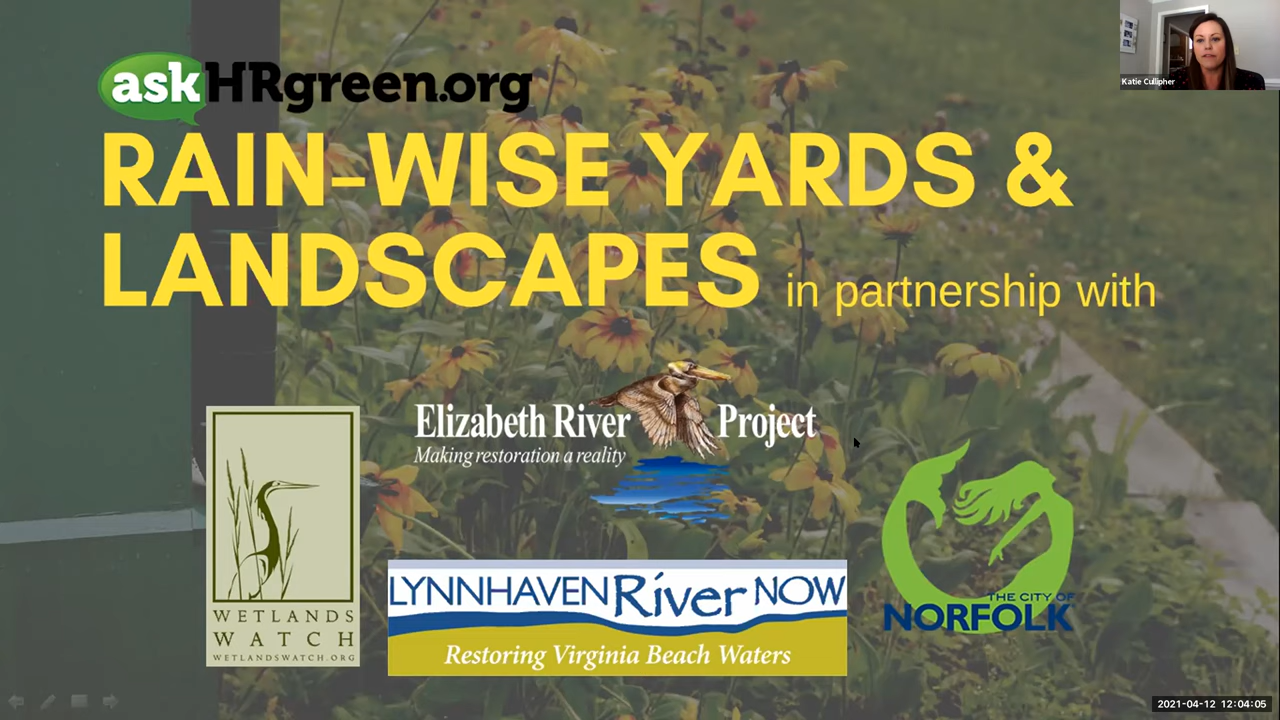 askHRgreen.org
Katie Cullipher
RAIN-WISE YARDS &
LANDSCAPES in partnership with
Elizabeth River Project
Making restoration a reality
WETLANDS
WATCH
WETLANDSWATCH.ORG
LYNNHAVEN River NOW
Restoring Virginia Beach Waters
THE CITY OF
NORFOLK
2021-04-12 12:04:05